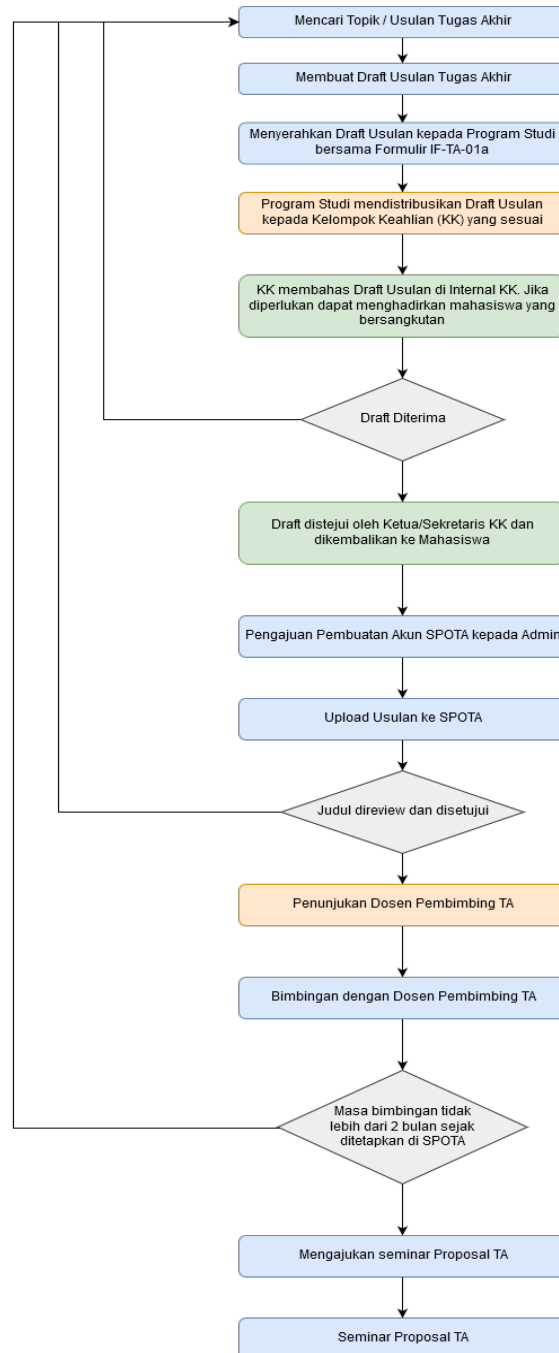 Mencari Topik / Usulan Tugas Akhir
Membuat Draft Usulan Tugas Akhir
Menyerahkan Draft Usulan kepada Program Studi
bersama Formulir IF-TA-01a
Program Studi mendistribusikan Draft Usulan
kepada Kelompok Keahlian (KK) yang sesuai
KK membahas Draft Usulan di Internal KK. Jika
diperlukan dapat menghadirkan mahasiswa yang
bersangkutan
Draft Diterima
Draft distejui oleh Ketua/Sekretaris KK dan
dikembalikan ke Mahasiswa
Pengajuan Pembuatan Akun SPOTA kepada Admin
Upload Usulan ke SPOTA
Judul direview dan disetujui
Penunjukan Dosen Pembimbing TA
Bimbingan dengan Dosen Pembimbing TA
Masa bimbingan tidak
lebih dari 2 bulan sejak
ditetapkan di SPOTA
Mengajukan seminar Proposal TA
Seminar Proposal TA